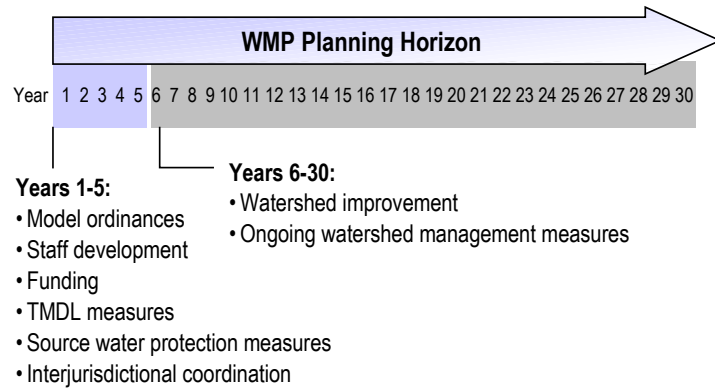 WMP Planning Horizon
Year 1 2 3 4 5 6 7 8 9 10 11 12 13 14 15 16 17 18 19 20 21 22 23 24 25 26 27 28 29 30
Years 1-5:
• Model ordinances
• Staff development
• Funding
• TMDL measures
• Source water protection measures
• Interjurisdictional coordination
Years 6-30:
• Watershed improvement
• Ongoing watershed management measures